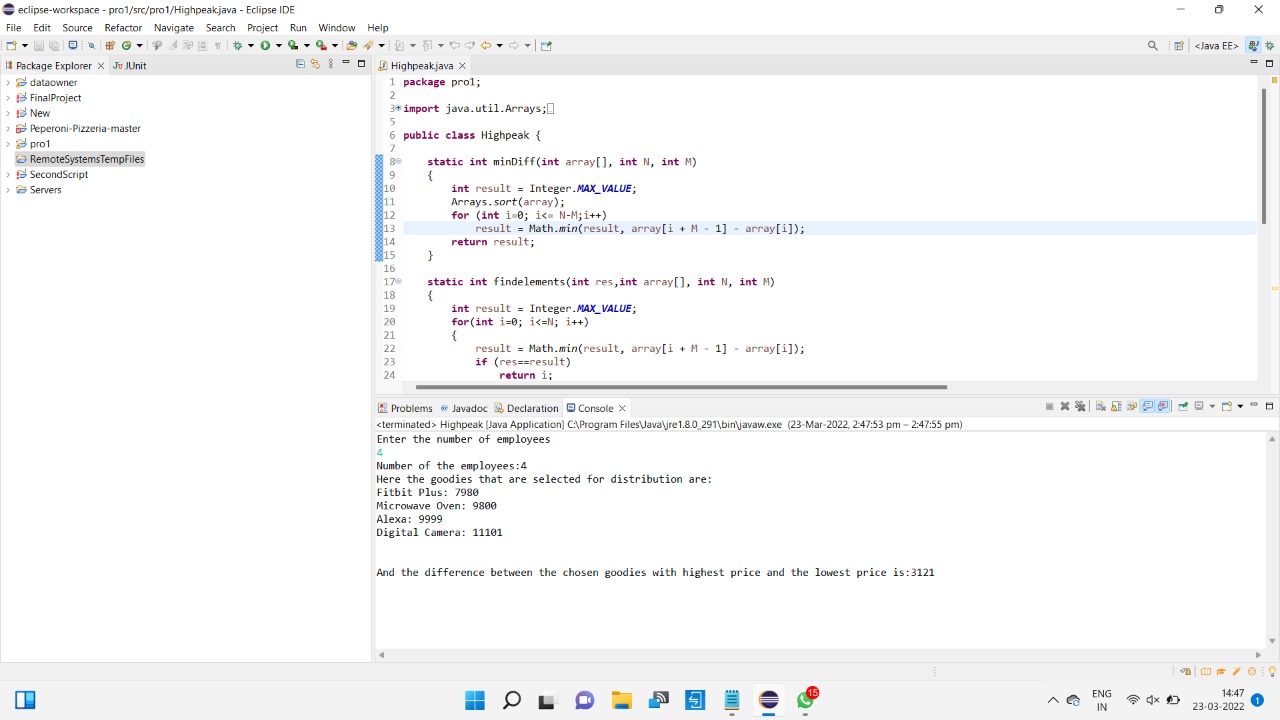 eclipse-workspace - pro1/src/pro1/Highpeak.java - Eclipse IDE
File Edit Source Refactor Navigate Search Project Run Window Help
<Java EE>
Package Explorer JUnit
dataowner
FinalProject
New
Peperoni-Pizzeria-master
pro1
RemoteSystemsTempFiles
SecondScript
Servers
Highpeak.java
1 package pro1;
2
3 import java.util.Arrays;
5
6 public class Highpeak {
7
8 static int minDiff(int array[], int N, int M)
9 {
10 int result = Integer.MAX_VALUE;
11 Arrays.sort(array);
12 for (int i=0; i<= N-M;i++)
13 result = Math.min(result, array[i + M - 1] - array[i]);
14 return result;
15 }
16
17 static int findelements(int res,int array[], int N, int M)
18 {
19 int result = Integer.MAX_VALUE;
20 for(int i=0; i<=N; i++)
21 {
22 result = Math.min(result, array[i + M - 1] - array[i]);
23 if (res==result)
24 return i;
Problems Javadoc Declaration Console
<terminated> Highpeak [Java Application] C:\Program Files\Java\jre1.8.0_291\bin\javaw.exe (23-Mar-2022, 2:47:53 pm – 2:47:55 pm)
Enter the number of employees
4
Number of the employees:4
Here the goodies that are selected for distribution are:
Fitbit Plus: 7980
Microwave Oven: 9800
Alexa: 9999
Digital Camera: 11101
And the difference between the chosen goodies with highest price and the lowest price is:3121
15
ENG
IN
14:47
23-03-2022
1